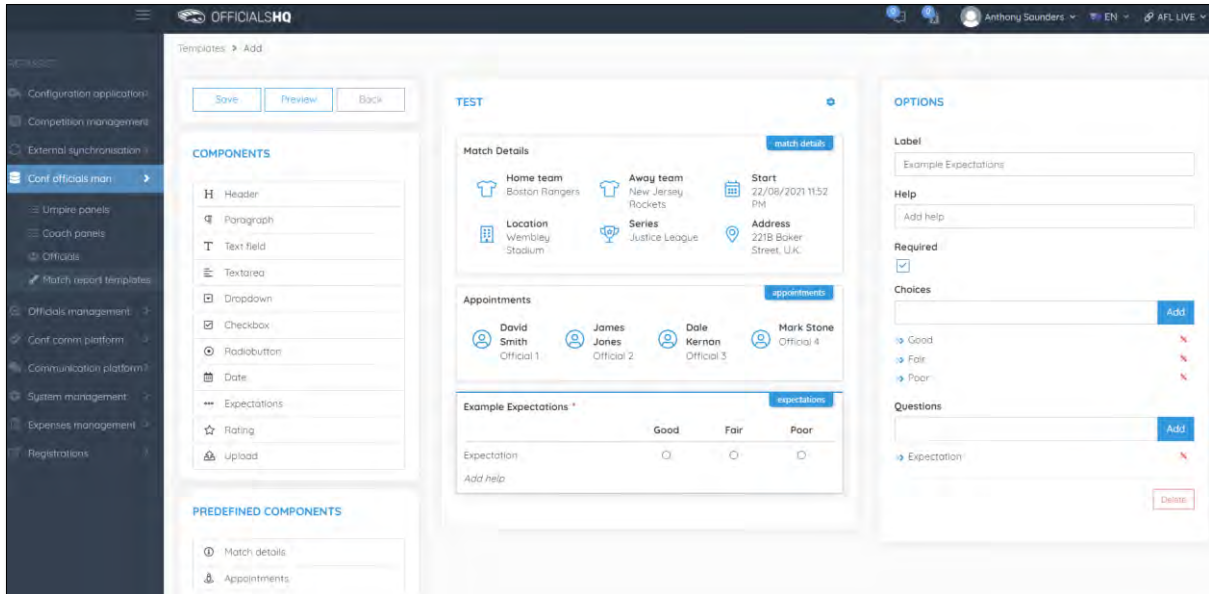 OFFICIALSHQ
Anthony Saunders
EN
AFL LIVE
Templates > Add
Configuration application
Competition management
External synchronisation
Conf officials man
Umpire panels
Coach panels
Officials
Match report templates
Officials management
Conf comm platform
Communication platform
System management
Expenses management
Registrations
Save
Preview
Back
COMPONENTS
Header
Paragraph
Text field
Textarea
Dropdown
Checkbox
Radiobutton
Date
Expectations
Rating
Upload
PREDEFINED COMPONENTS
Match details
Appointments
TEST
match details
Match Details
Home team
Boston Rangers
Away team
New Jersey
Rockets
Start
22/08/2021 11:52
PM
Location
Wembley
Stadium
Series
Justice League
Address
221B Baker
Street, U.K.
appointments
Appointments
David
Smith
Official 1
James
Jones
Official 2
Dale
Kernan
Official 3
Mark Stone
Official 4
expectations
Example Expectations *
Good Fair Poor
Expectation
Add help
OPTIONS
Label
Example Expectations
Help
Add help
Required
Choices
Add
Good
Fair
Poor
Questions
Add
Expectation
Delete